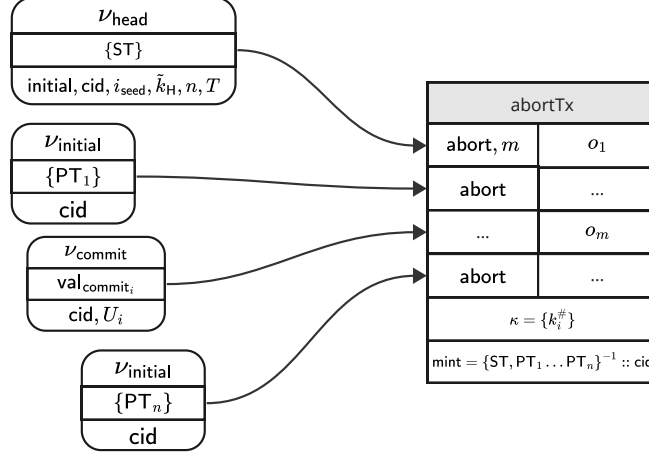 ν_head
{ST}
initial, cid, i_seed, k̃_H, n, T
ν_initial
{PT_1}
cid
ν_commit
val_commit_i
cid, U_i
ν_initial
{PT_n}
cid
abortTx
abort, m o_1
abort ...
... o_m
abort ...
κ = {k_i^#}
mint = {ST, PT_1 … PT_n}^−1 :: cid